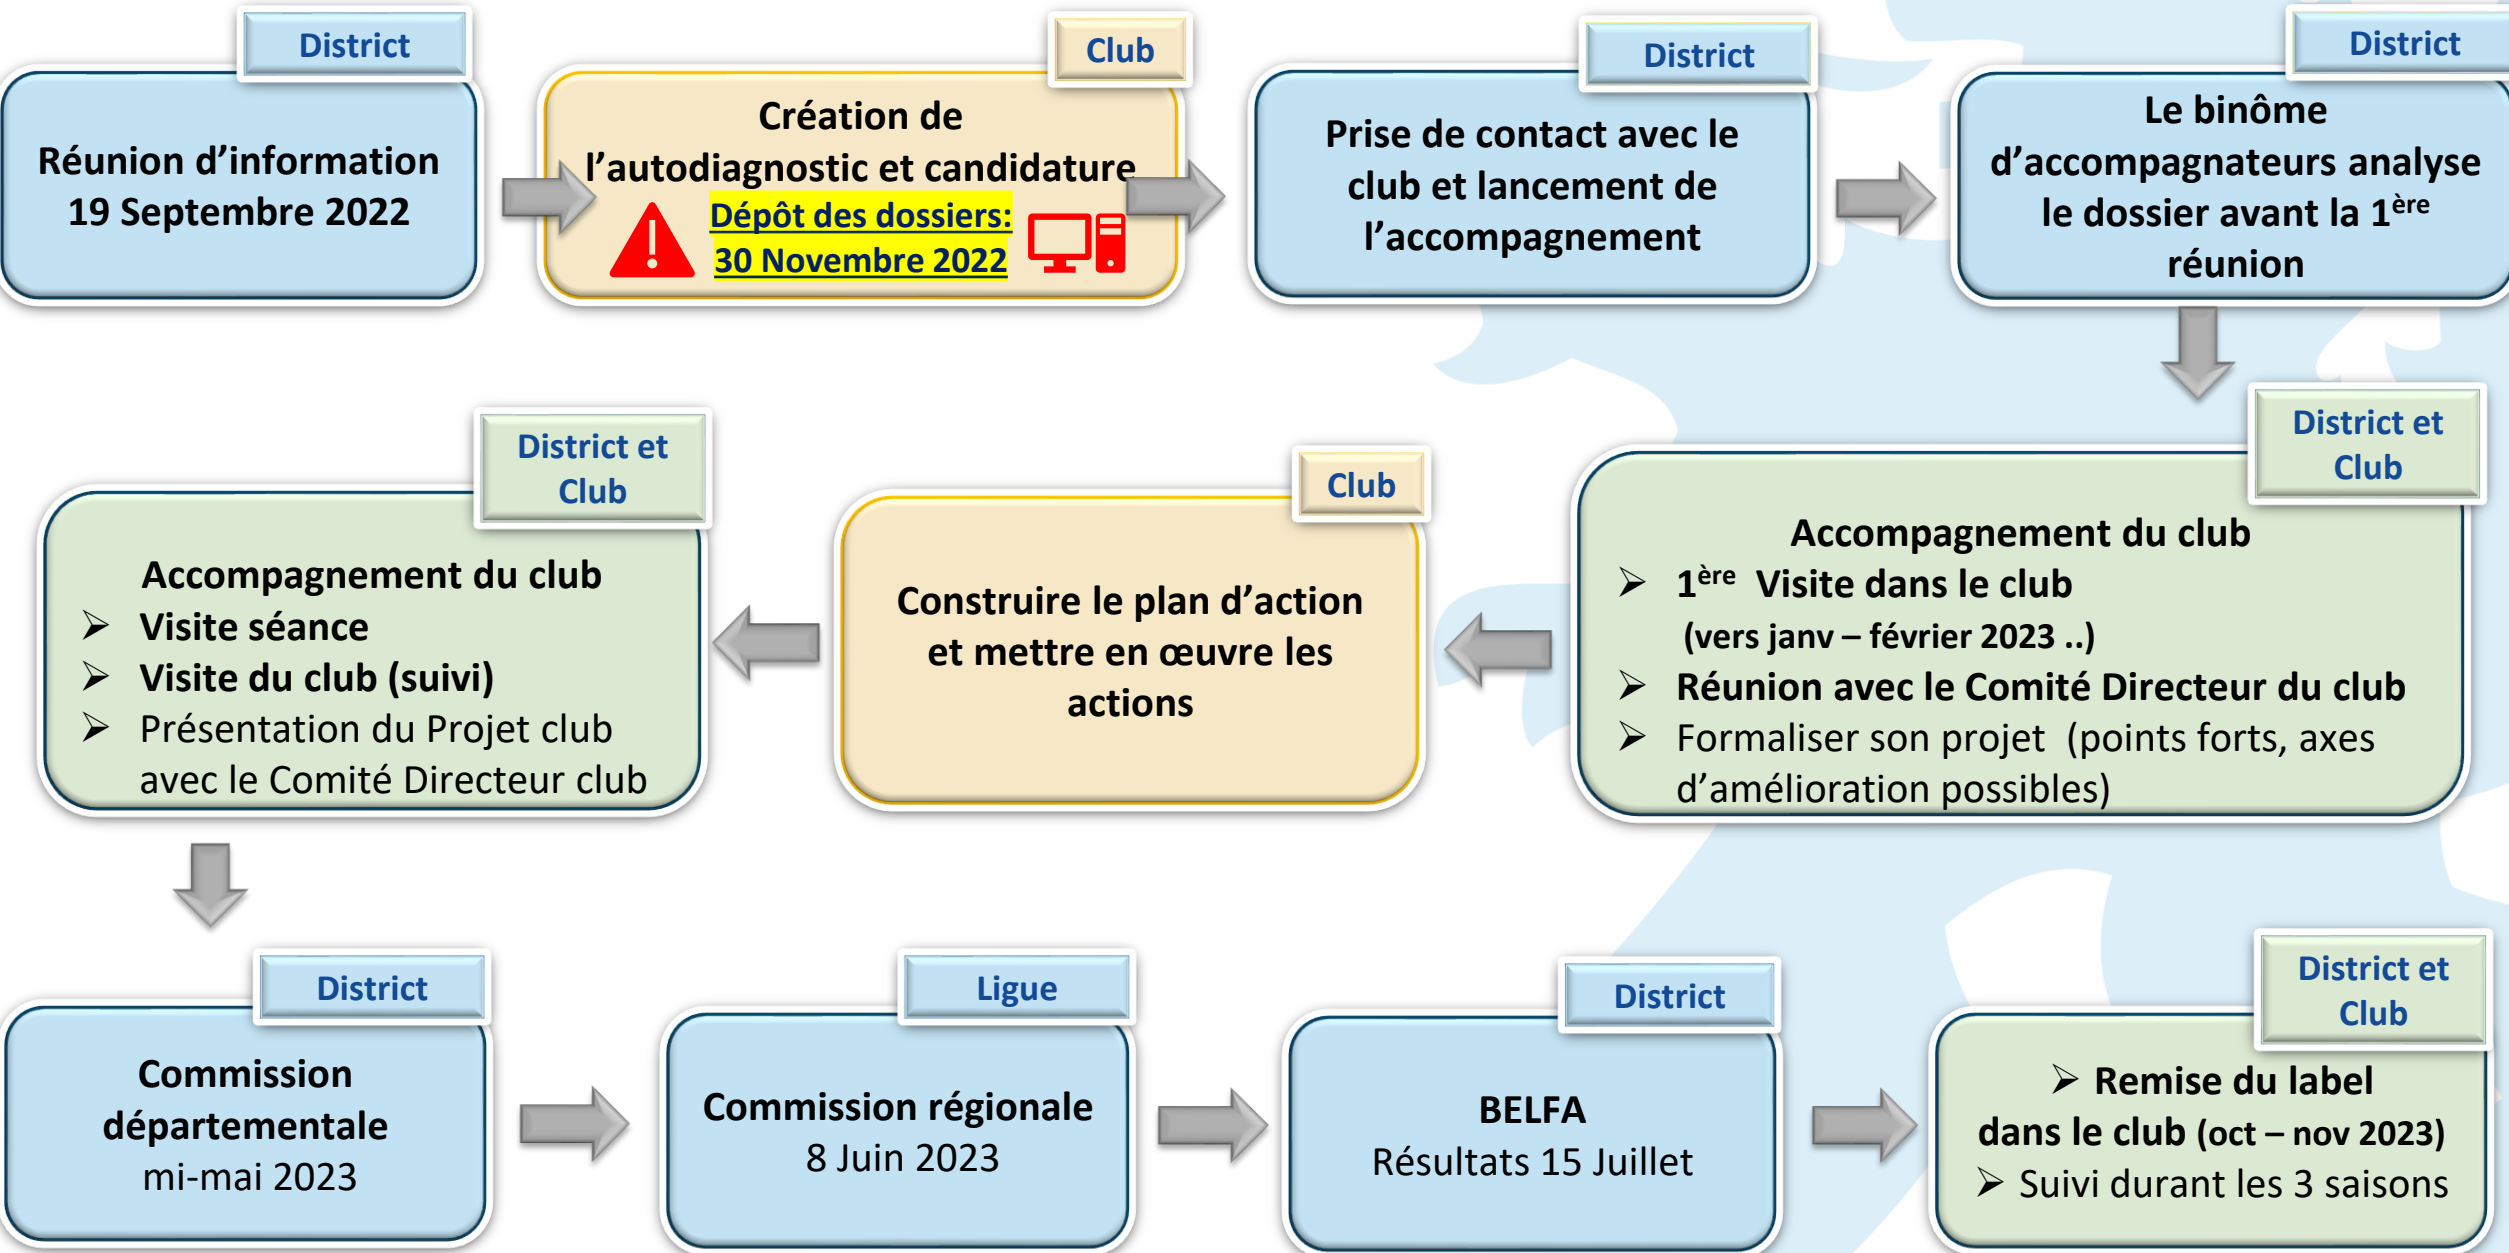 District
Réunion d’information
19 Septembre 2022
Club
Création de
l’autodiagnostic et candidature
Dépôt des dossiers:
30 Novembre 2022
District
Prise de contact avec le
club et lancement de
l’accompagnement
District
Le binôme
d’accompagnateurs analyse
le dossier avant la 1ère
réunion
District et
Club
Accompagnement du club
➢ 1ère Visite dans le club
(vers janv – février 2023 ..)
➢ Réunion avec le Comité Directeur du club
➢ Formaliser son projet (points forts, axes
d’amélioration possibles)
Club
Construire le plan d’action
et mettre en œuvre les
actions
District et
Club
Accompagnement du club
➢ Visite séance
➢ Visite du club (suivi)
➢ Présentation du Projet club
avec le Comité Directeur club
District
Commission
départementale
mi-mai 2023
Ligue
Commission régionale
8 Juin 2023
District
BELFA
Résultats 15 Juillet
District et
Club
➢ Remise du label
dans le club (oct – nov 2023)
➢ Suivi durant les 3 saisons